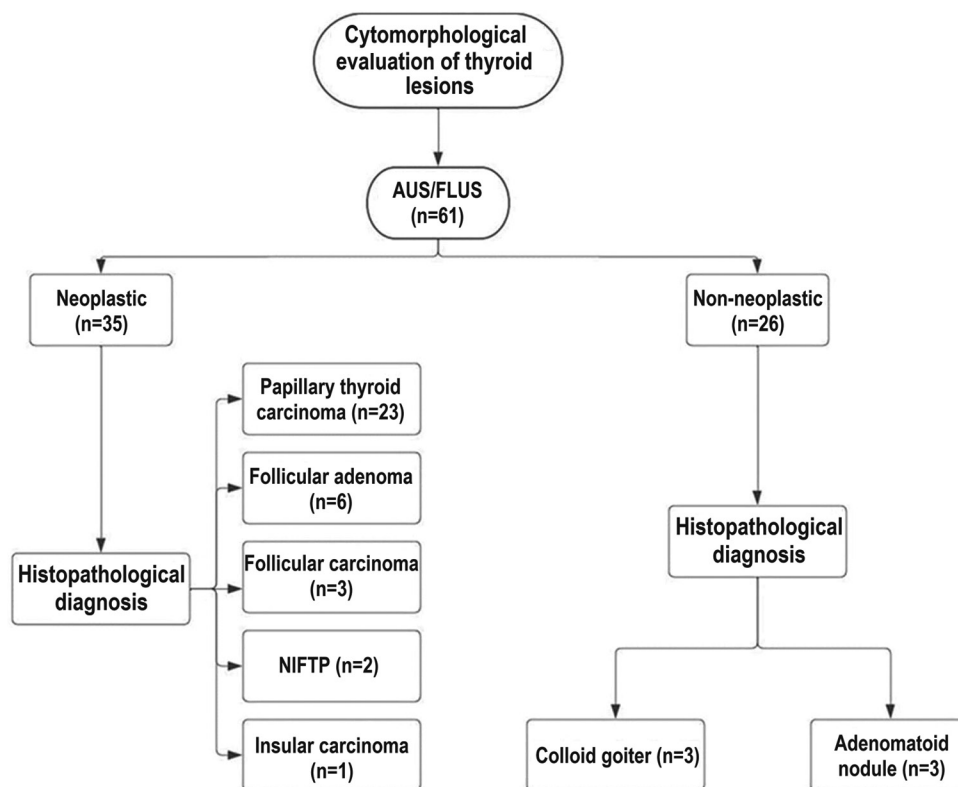 Cytomorphological
evaluation of thyroid
lesions
AUS/FLUS
(n=61)
Neoplastic
(n=35)
Non-neoplastic
(n=26)
Papillary thyroid
carcinoma (n=23)
Follicular adenoma
(n=6)
Follicular carcinoma
(n=3)
NIFTP (n=2)
Insular carcinoma
(n=1)
Histopathological
diagnosis
Histopathological
diagnosis
Colloid goiter (n=3)
Adenomatoid
nodule (n=3)